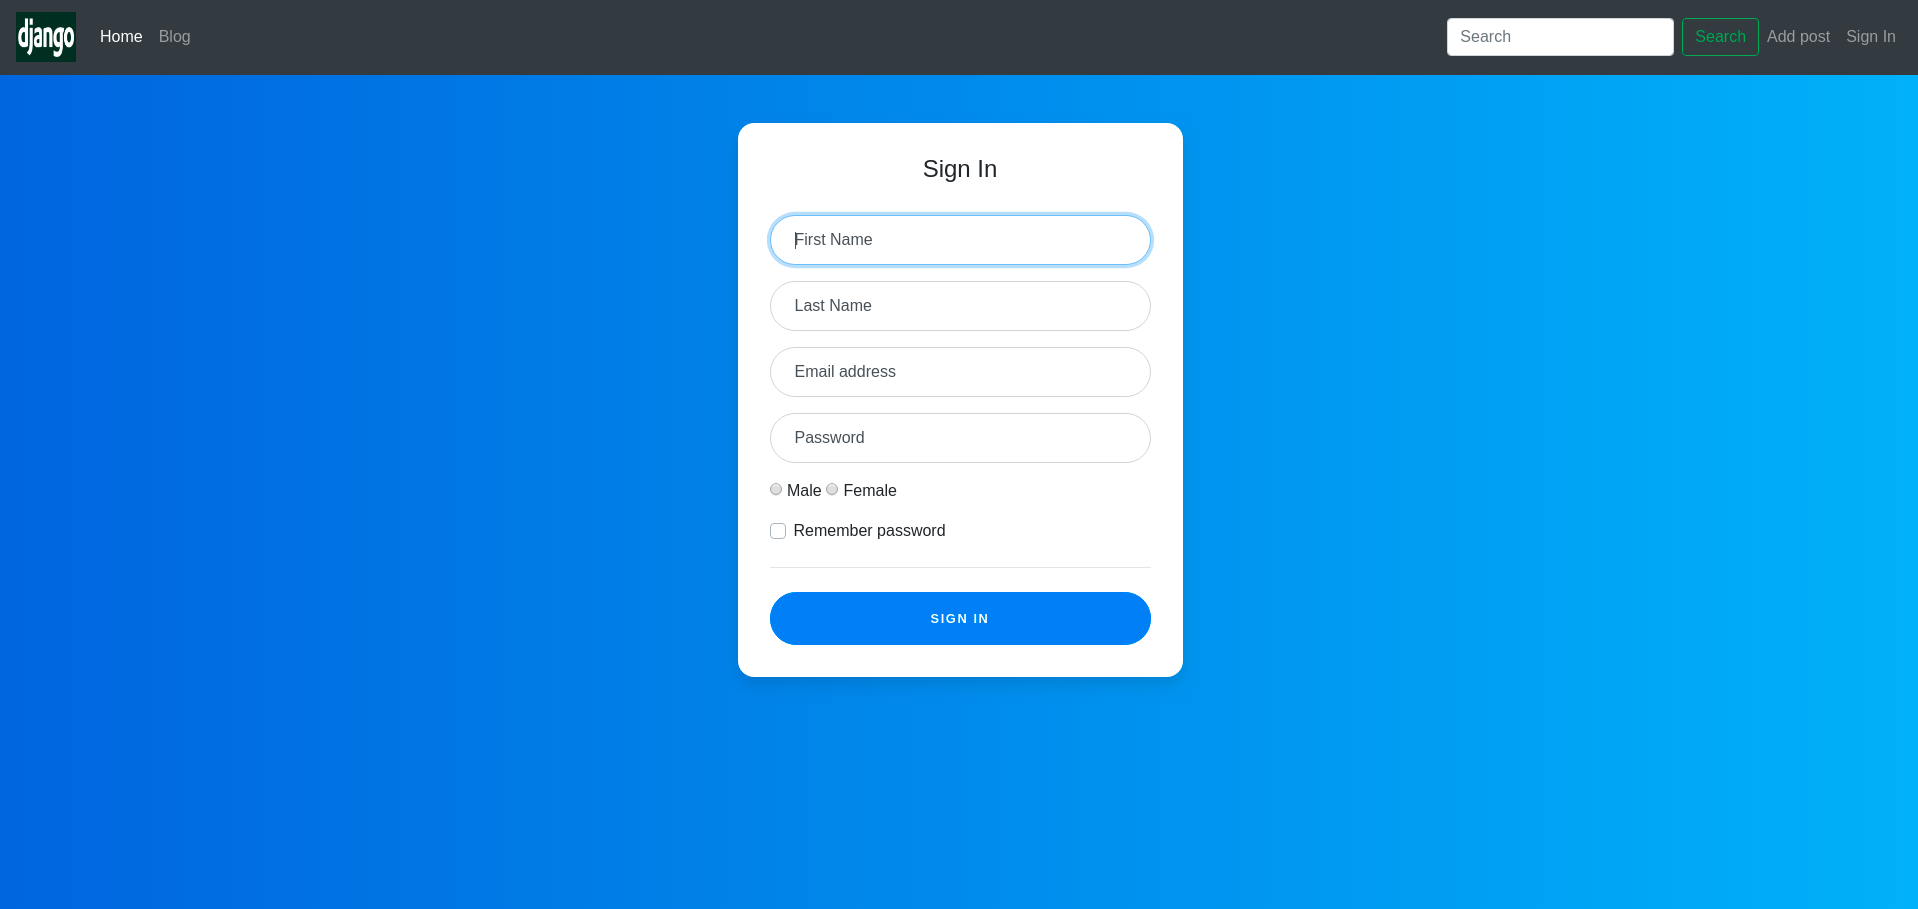 django Home Blog Search Search Add post Sign In
Sign In
First Name
Last Name
Email address
Password
Male Female
Remember password
SIGN IN